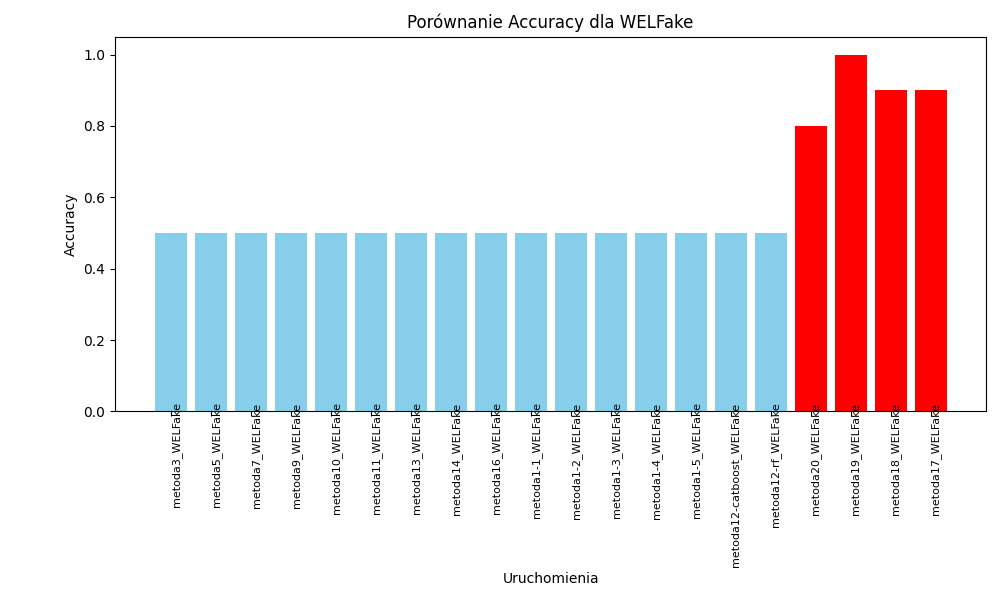 Porównanie Accuracy dla WELFake
Accuracy
1.0
0.8
0.6
0.4
0.2
0.0
metoda3_WELFake
metoda5_WELFake
metoda7_WELFake
metoda9_WELFake
metoda10_WELFake
metoda11_WELFake
metoda13_WELFake
metoda14_WELFake
metoda16_WELFake
metoda1-1_WELFake
metoda1-2_WELFake
metoda1-3_WELFake
metoda1-4_WELFake
metoda1-5_WELFake
metoda12-catboost_WELFake
metoda12-rf_WELFake
metoda20_WELFake
metoda19_WELFake
metoda18_WELFake
metoda17_WELFake
Uruchomienia